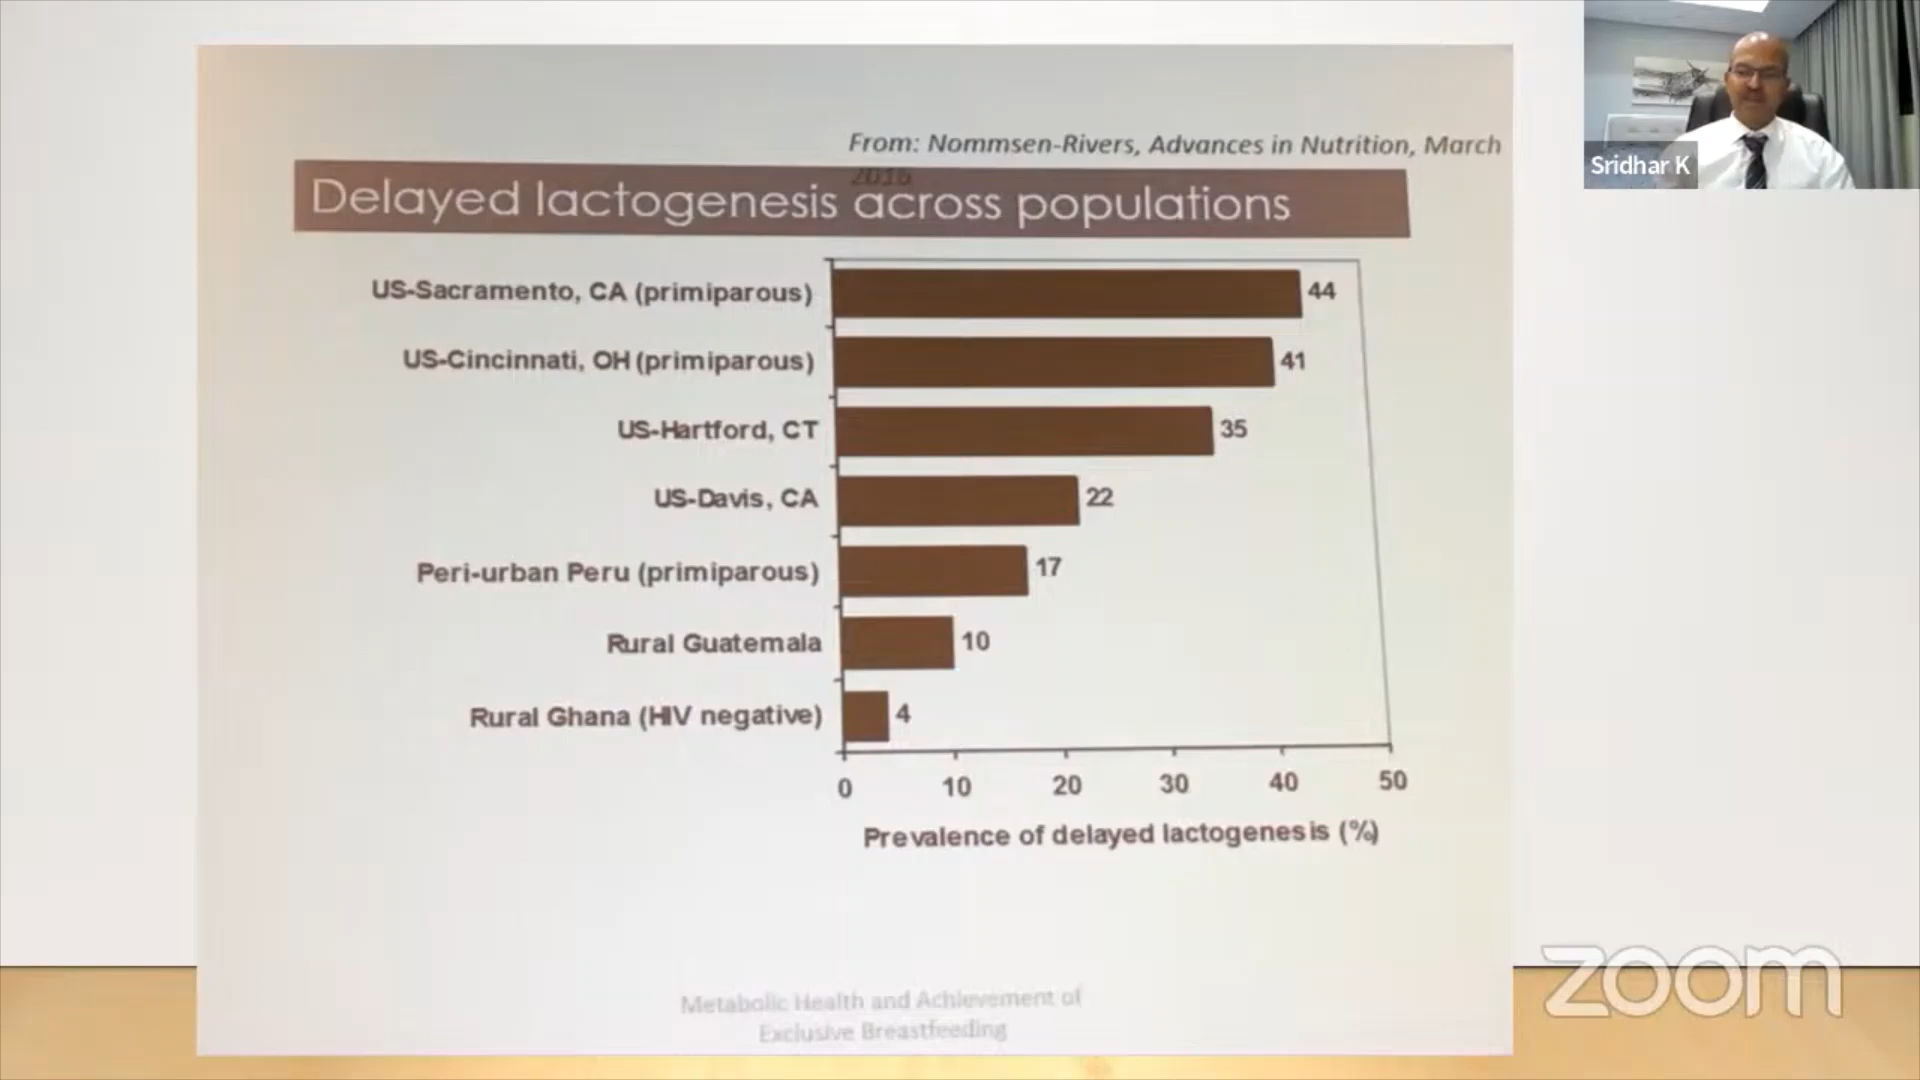 From: Nommsen-Rivers, Advances in Nutrition, March
2016
Delayed lactogenesis across populations
US-Sacramento, CA (primiparous) 44
US-Cincinnati, OH (primiparous) 41
US-Hartford, CT 35
US-Davis, CA 22
Peri-urban Peru (primiparous) 17
Rural Guatemala 10
Rural Ghana (HIV negative) 4
0 10 20 30 40 50
Prevalence of delayed lactogenesis (%)
Metabolic Health and Achievement of
Exclusive Breastfeeding
Sridhar K
zoom